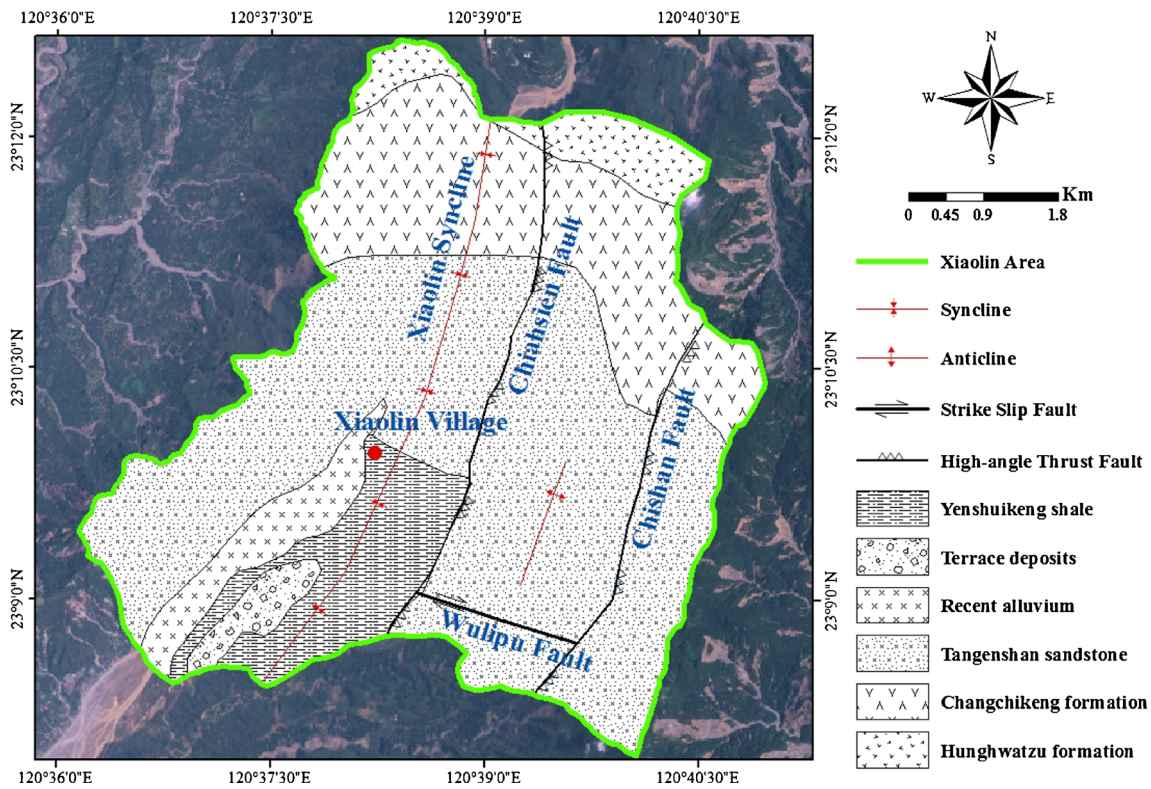 120°36'0"E 120°37'30"E 120°39'0"E 120°40'30"E
N
W E
S
23°12'0"N 23°12'0"N
Km
0 0.45 0.9 1.8
Xiaolin Syncline
Chiahsien Fault
Xiaolin Area
Syncline
23°10'30"N 23°10'30"N
Anticline
Xiaolin Village
Chishan Fault
Strike Slip Fault
High-angle Thrust Fault
Yenshuikeng shale
Terrace deposits
23°9'0"N 23°9'0"N
Recent alluvium
Wulipu Fault
Tangenshan sandstone
Changchikeng formation
Hunghwatzu formation
120°36'0"E 120°37'30"E 120°39'0"E 120°40'30"E